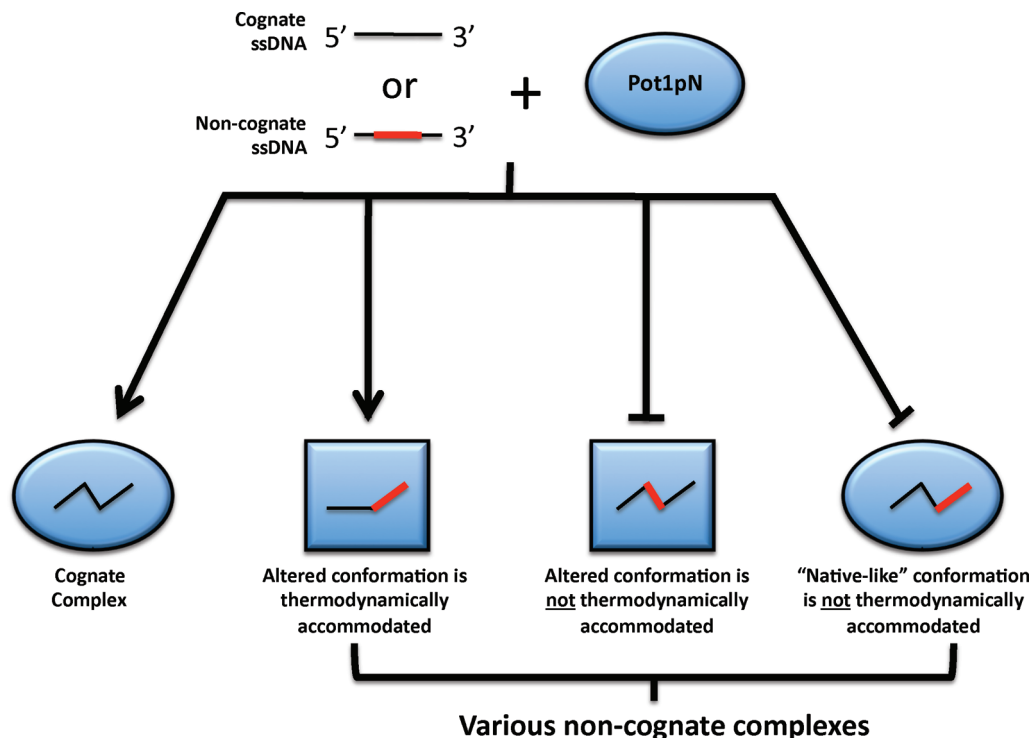 Cognate
ssDNA
5’ 3’
or
+
Pot1pN
Non-cognate
ssDNA
5’ 3’
Cognate
Complex
Altered conformation is
thermodynamically
accommodated
Altered conformation is
not thermodynamically
accommodated
“Native-like” conformation
is not thermodynamically
accommodated
Various non-cognate complexes